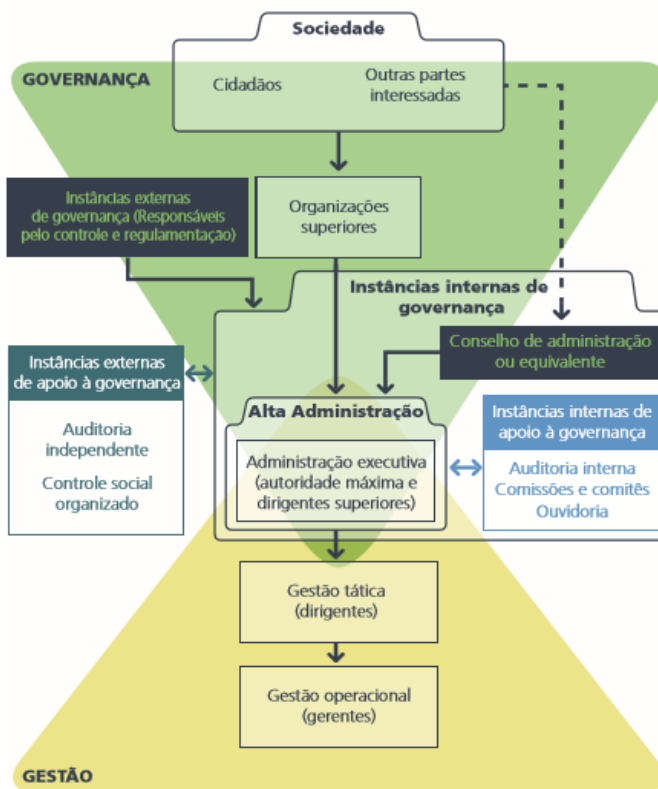 Sociedade
GOVERNANÇA
Cidadãos
Outras partes
interessadas
Instâncias externas
de governança (Responsáveis
pelo controle e regulamentação)
Organizações
superiores
Instâncias internas de
governança
Conselho de administração
ou equivalente
Instâncias externas
de apoio à governança
Auditoria
independente
Controle social
organizado
Alta Administração
Administração executiva
(autoridade máxima e
dirigentes superiores)
Instâncias internas de
apoio à governança
Auditoria interna
Comissões e comitês
Ouvidoria
Gestão tática
(dirigentes)
Gestão operacional
(gerentes)
GESTÃO